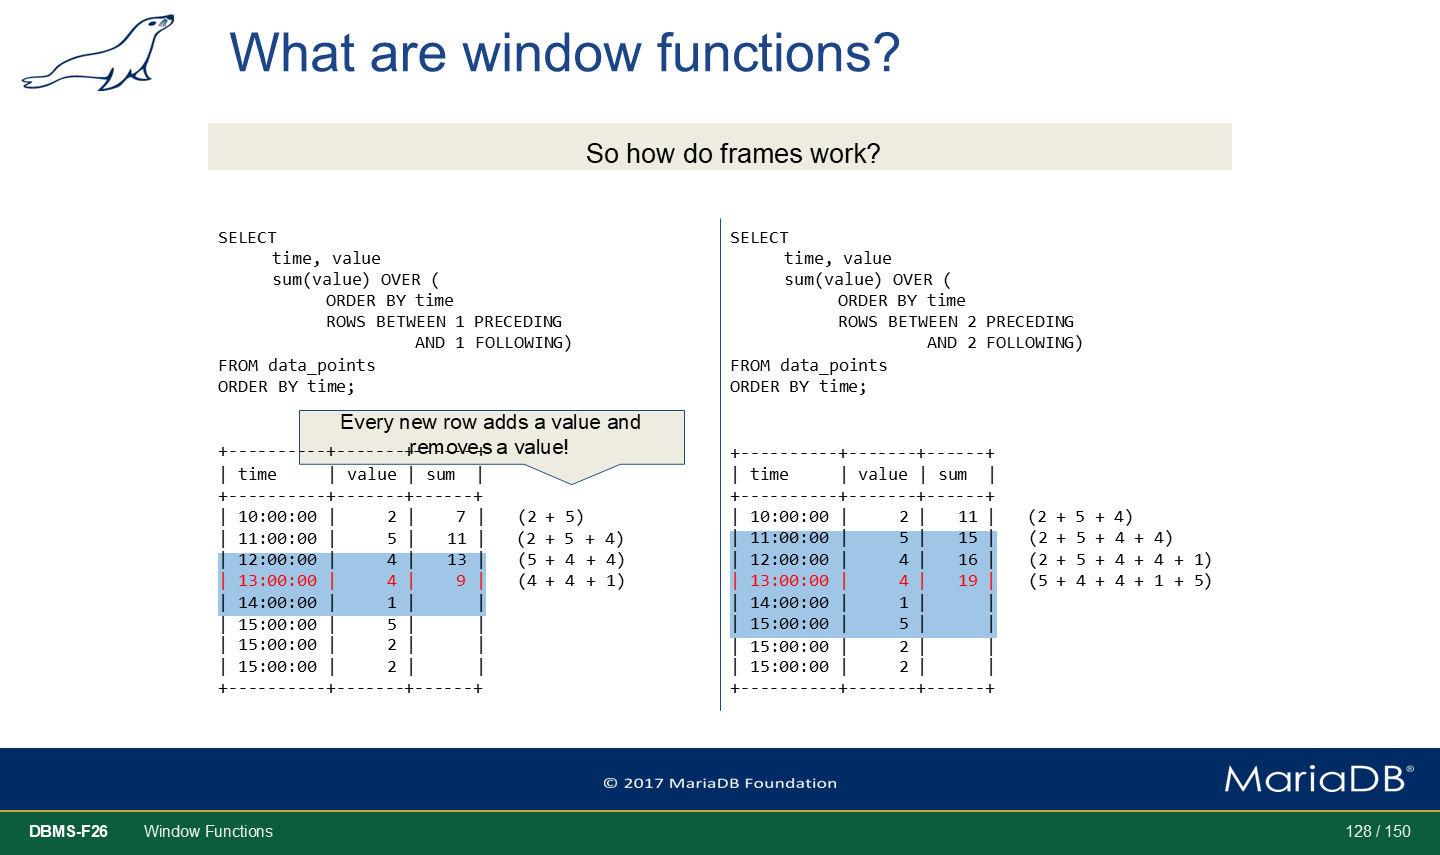 What are window functions?
So how do frames work?
SELECT
time, value
sum(value) OVER (
ORDER BY time
ROWS BETWEEN 1 PRECEDING
AND 1 FOLLOWING)
FROM data_points
ORDER BY time;
Every new row adds a value and
removes a value!
+----------+-------+------+
| time     | value | sum  |
+----------+-------+------+
| 10:00:00 |     2 |    7 |   (2 + 5)
| 11:00:00 |     5 |   11 |   (2 + 5 + 4)
| 12:00:00 |     4 |   13 |   (5 + 4 + 4)
| 13:00:00 |     4 |    9 |   (4 + 4 + 1)
| 14:00:00 |     1 |      |
| 15:00:00 |     5 |      |
| 15:00:00 |     2 |      |
| 15:00:00 |     2 |      |
+----------+-------+------+
SELECT
time, value
sum(value) OVER (
ORDER BY time
ROWS BETWEEN 2 PRECEDING
AND 2 FOLLOWING)
FROM data_points
ORDER BY time;
+----------+-------+------+
| time     | value | sum  |
+----------+-------+------+
| 10:00:00 |     2 |   11 |   (2 + 5 + 4)
| 11:00:00 |     5 |   15 |   (2 + 5 + 4 + 4)
| 12:00:00 |     4 |   16 |   (2 + 5 + 4 + 4 + 1)
| 13:00:00 |     4 |   19 |   (5 + 4 + 4 + 1 + 5)
| 14:00:00 |     1 |      |
| 15:00:00 |     5 |      |
| 15:00:00 |     2 |      |
| 15:00:00 |     2 |      |
+----------+-------+------+
© 2017 MariaDB Foundation
MariaDB®
DBMS-F26 Window Functions 128 / 150